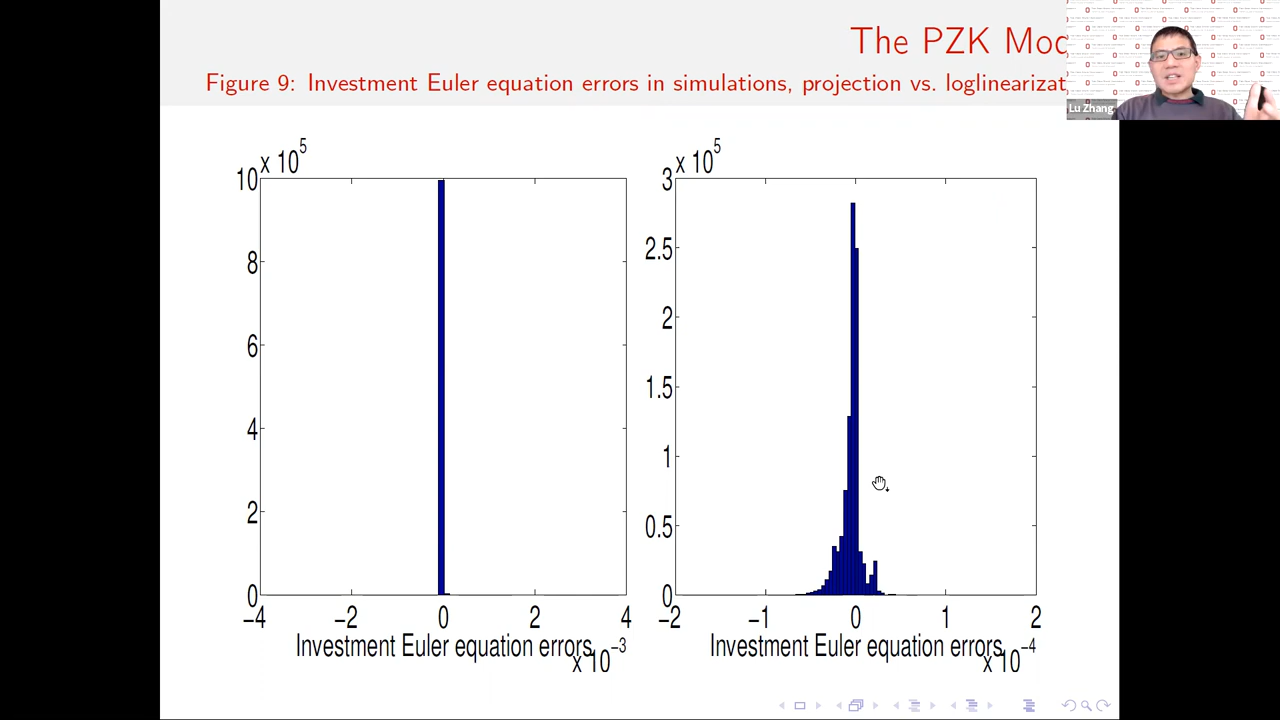 The PZK Mod
Figure 9: Investment Euler equation errors in simulations, projection vs. loglinearizat
Lu Zhang
x 10^5
10
8
6
4
2
0
−4 −2 0 2 4
Investment Euler equation errors
x 10^−3
x 10^5
3
2.5
2
1.5
1
0.5
0
−2 −1 0 1 2
Investment Euler equation errors
x 10^−4